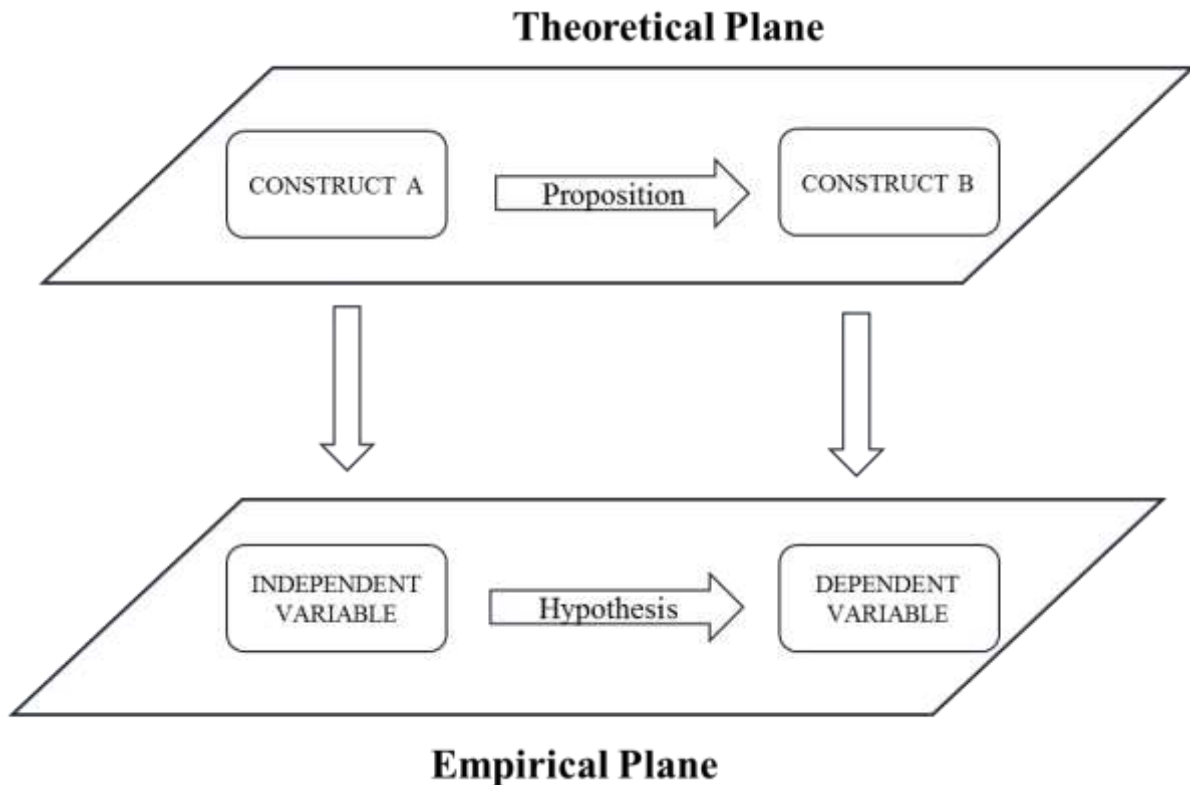 Theoretical Plane
CONSTRUCT A
Proposition
CONSTRUCT B
INDEPENDENT
VARIABLE
Hypothesis
DEPENDENT
VARIABLE
Empirical Plane